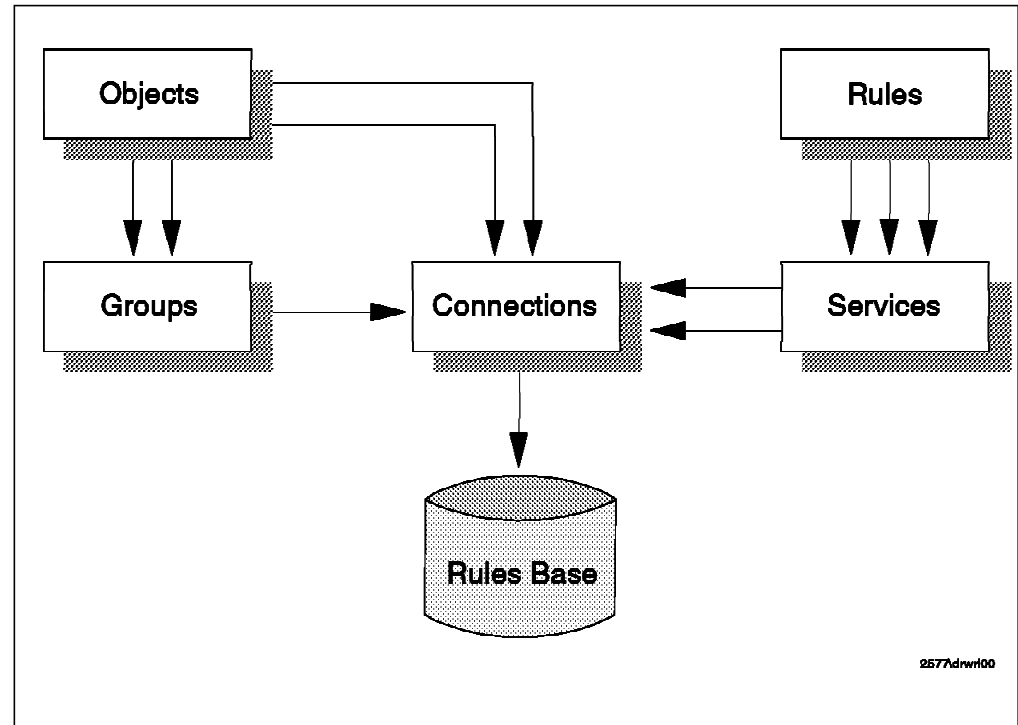 Objects
Rules
Groups
Connections
Services
Rules Base
2577\drwrl00